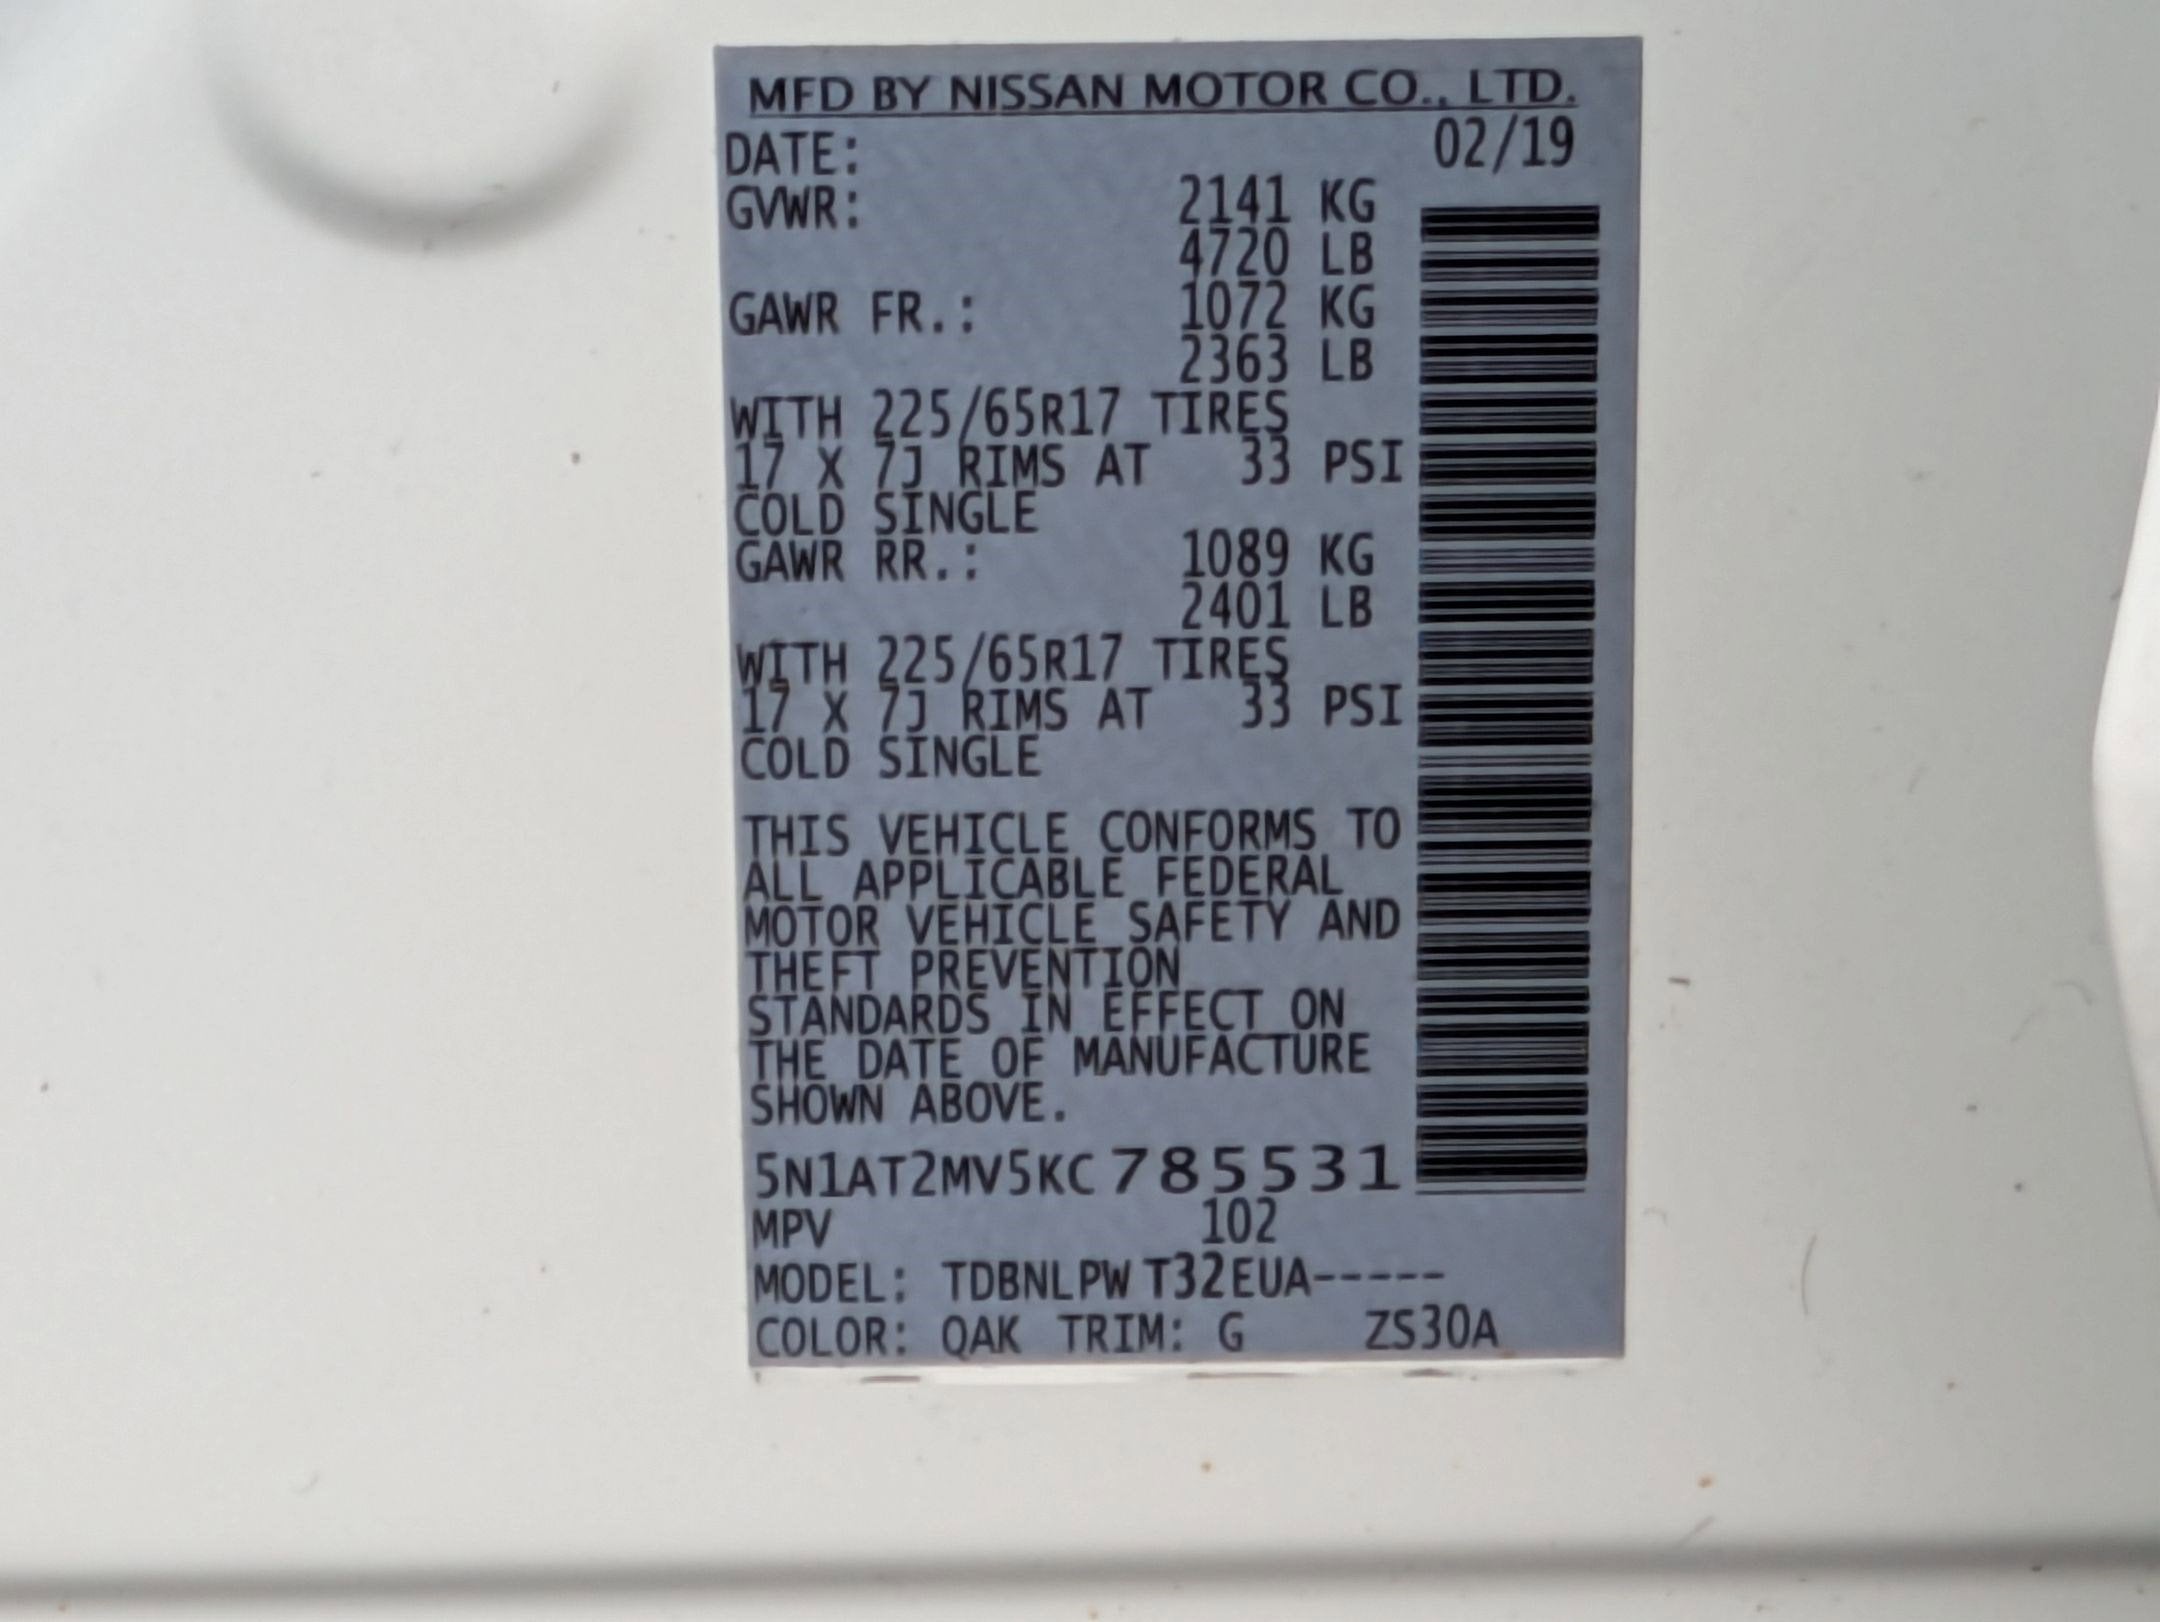 MFD BY NISSAN MOTOR CO., LTD.
DATE: 02/19
GVWR: 2141 KG
4720 LB
GAWR FR.: 1072 KG
2363 LB
WITH 225/65R17 TIRES
17 X 7J RIMS AT 33 PSI
COLD SINGLE
GAWR RR.: 1089 KG
2401 LB
WITH 225/65R17 TIRES
17 X 7J RIMS AT 33 PSI
COLD SINGLE
THIS VEHICLE CONFORMS TO
ALL APPLICABLE FEDERAL
MOTOR VEHICLE SAFETY AND
THEFT PREVENTION
STANDARDS IN EFFECT ON
THE DATE OF MANUFACTURE
SHOWN ABOVE.
5N1AT2MV5KC785531
MPV 102
MODEL: TDBNLPW T32EUA-----
COLOR: QAK TRIM: G ZS30A